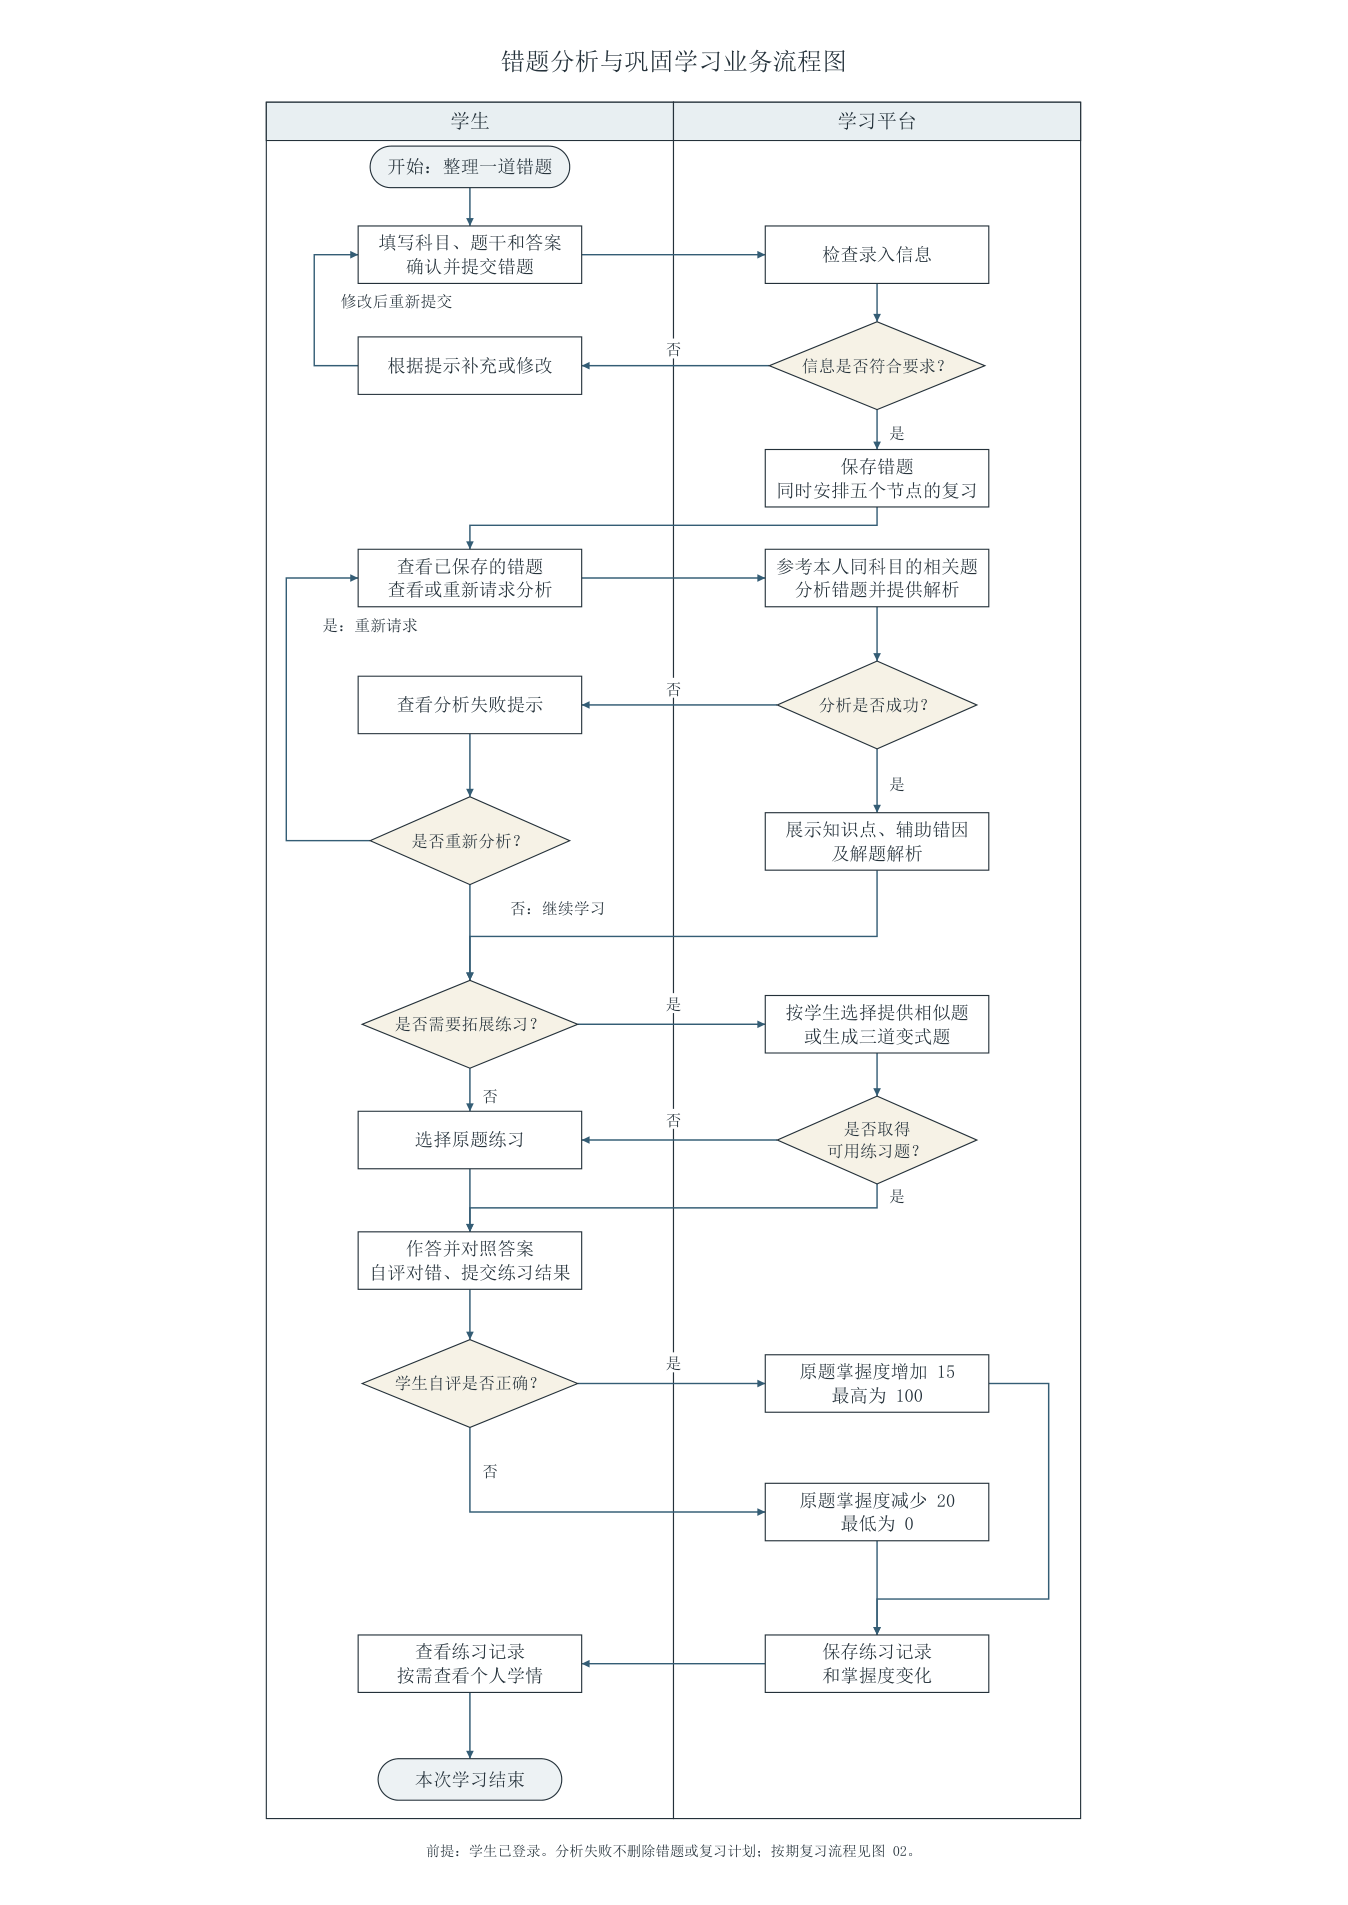 错题分析与巩固学习业务流程图
学生
学习平台
开始：整理一道错题
填写科目、题干和答案
确认并提交错题
检查录入信息
修改后重新提交
否
根据提示补充或修改
信息是否符合要求？
是
保存错题
同时安排五个节点的复习
查看已保存的错题
查看或重新请求分析
参考本人同科目的相关题
分析错题并提供解析
是：重新请求
否
查看分析失败提示
分析是否成功？
是
展示知识点、辅助错因
及解题解析
是否重新分析？
否：继续学习
是
是否需要拓展练习？
按学生选择提供相似题
或生成三道变式题
否
选择原题练习
否
是否取得
可用练习题？
是
作答并对照答案
自评对错、提交练习结果
是
学生自评是否正确？
原题掌握度增加 15
最高为 100
否
原题掌握度减少 20
最低为 0
查看练习记录
按需查看个人学情
保存练习记录
和掌握度变化
本次学习结束
前提：学生已登录。分析失败不删除错题或复习计划；按期复习流程见图 02。